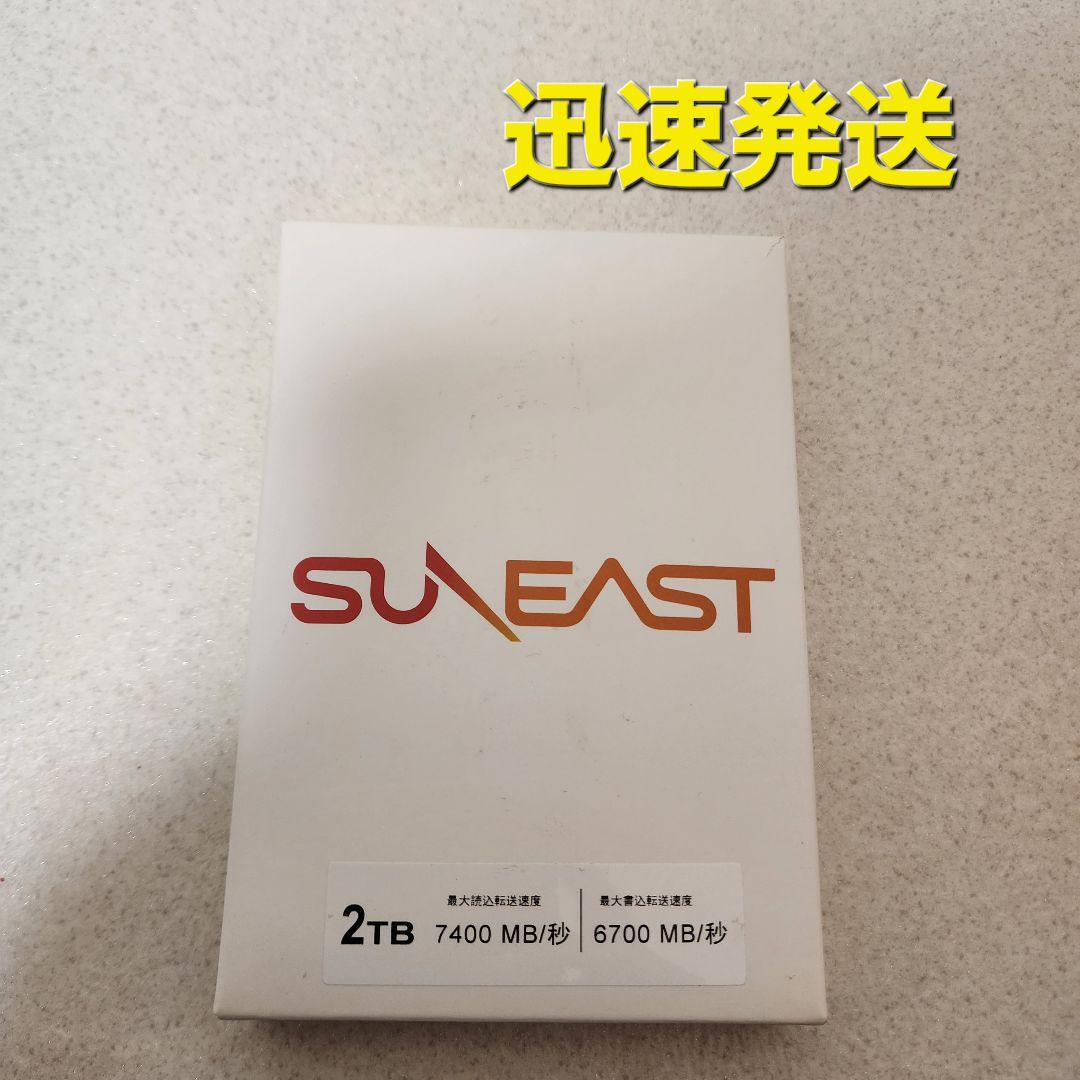 迅速発送
SUNEAST
2TB
最大読込転送速度
7400 MB/秒
最大書込転送速度
6700 MB/秒